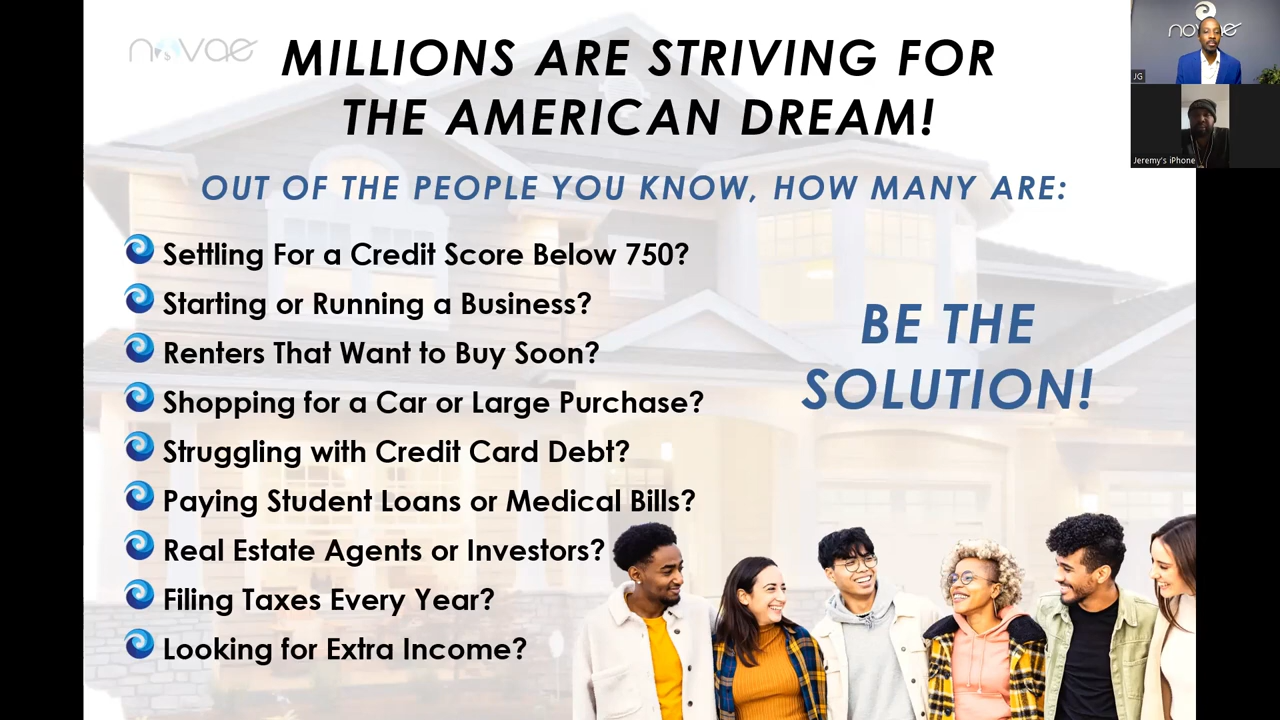 novae
MILLIONS ARE STRIVING FOR
THE AMERICAN DREAM!
OUT OF THE PEOPLE YOU KNOW, HOW MANY ARE:
Settling For a Credit Score Below 750?
Starting or Running a Business?
Renters That Want to Buy Soon?
Shopping for a Car or Large Purchase?
Struggling with Credit Card Debt?
Paying Student Loans or Medical Bills?
Real Estate Agents or Investors?
Filing Taxes Every Year?
Looking for Extra Income?
BE THE
SOLUTION!
novae
JG
Jeremy's iPhone